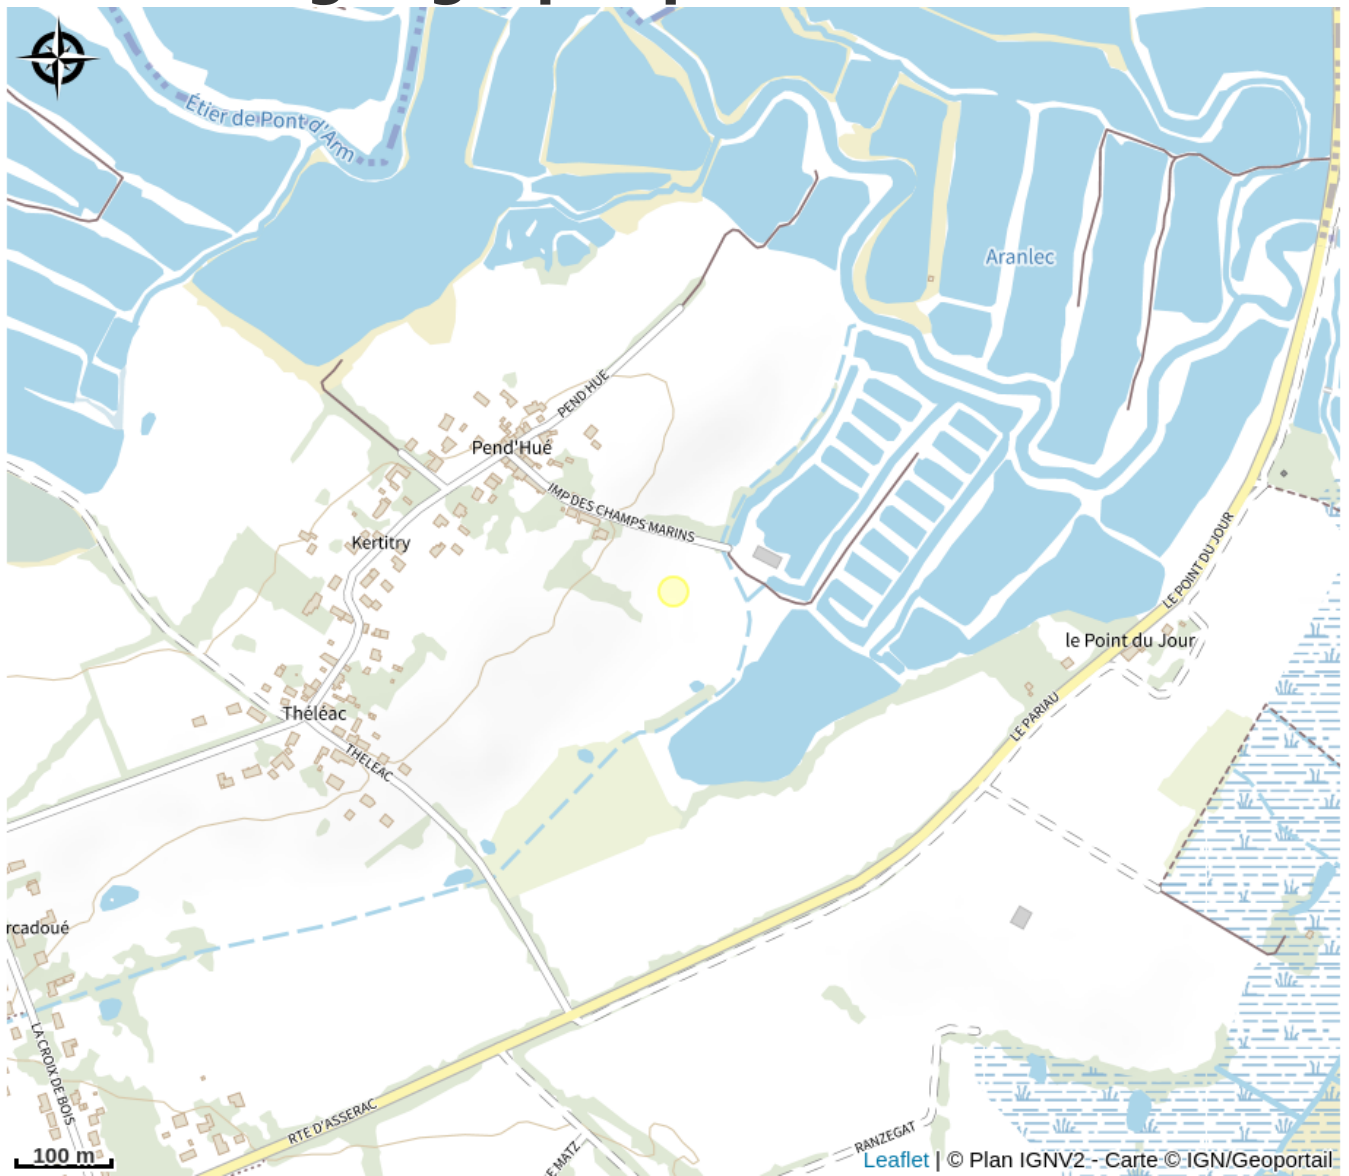 Étier de Pont d'Arm
Aranlec
PEND HUE
Pend'Hué
IMP DES CHAMPS MARINS
Kertitry
LE POINT DU JOUR
le Point du Jour
Théléac
LE PARIAU
THELEAC
rcadoué
LA CROIX DE BOIS
RTE D'ASSERAC
RANZEGAT
E MATZ
100 m
Leaflet | © Plan IGNV2 - Carte © IGN/Geoportail